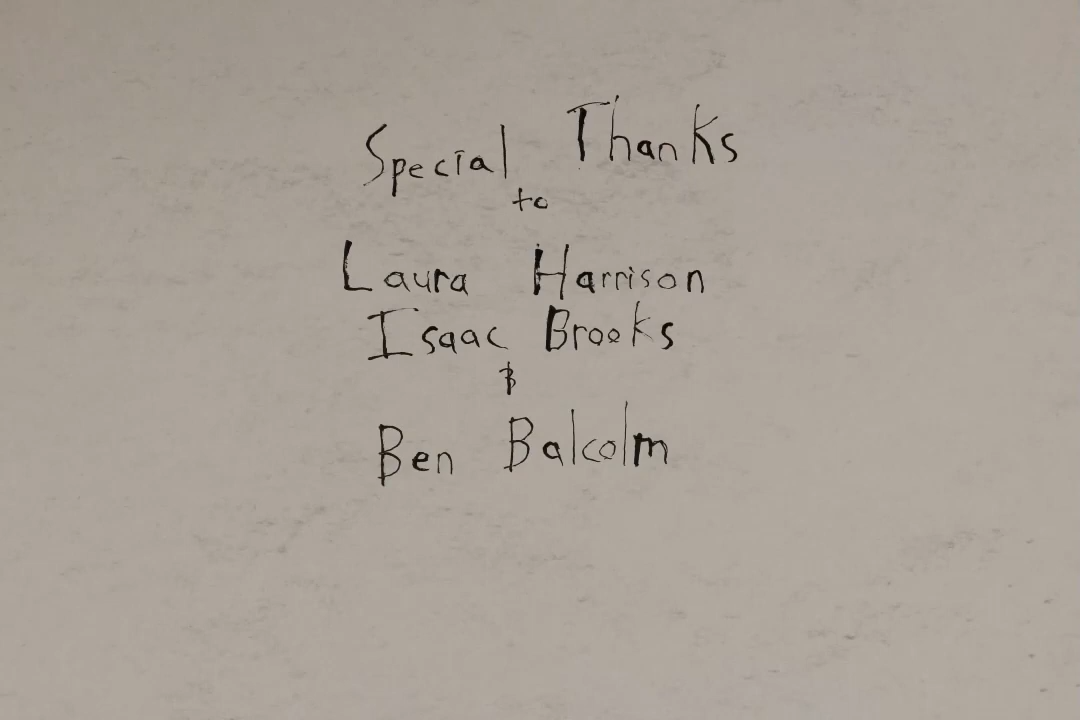 Special Thanks
to
Laura Harrison
Isaac Brooks
&
Ben Balcolm